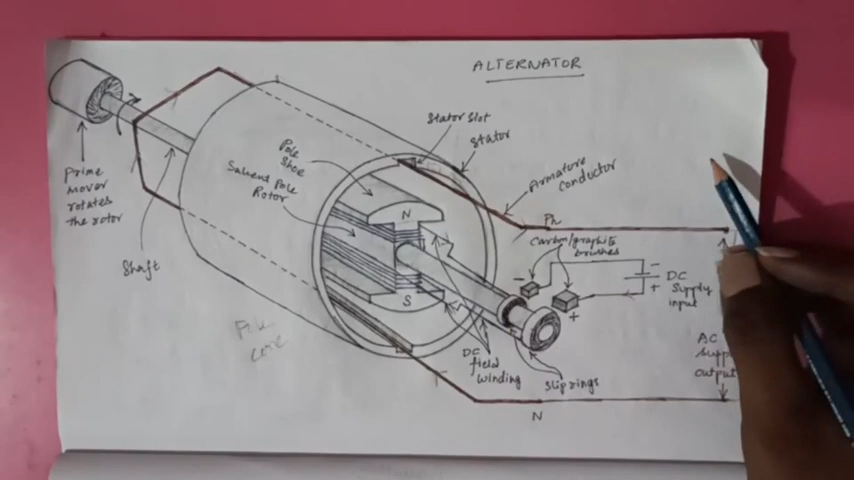 ALTERNATOR
Stator Slot
Stator
Armature
Conductor
Pole
Shoe
Salient Pole
Rotor
Prime
mover
rotates
the rotor
Shaft
N
S
Ph
Carbon/graphite
brushes
-
+
-
+
DC
Supply
input
DC
field
winding
Slip rings
AC
output
N